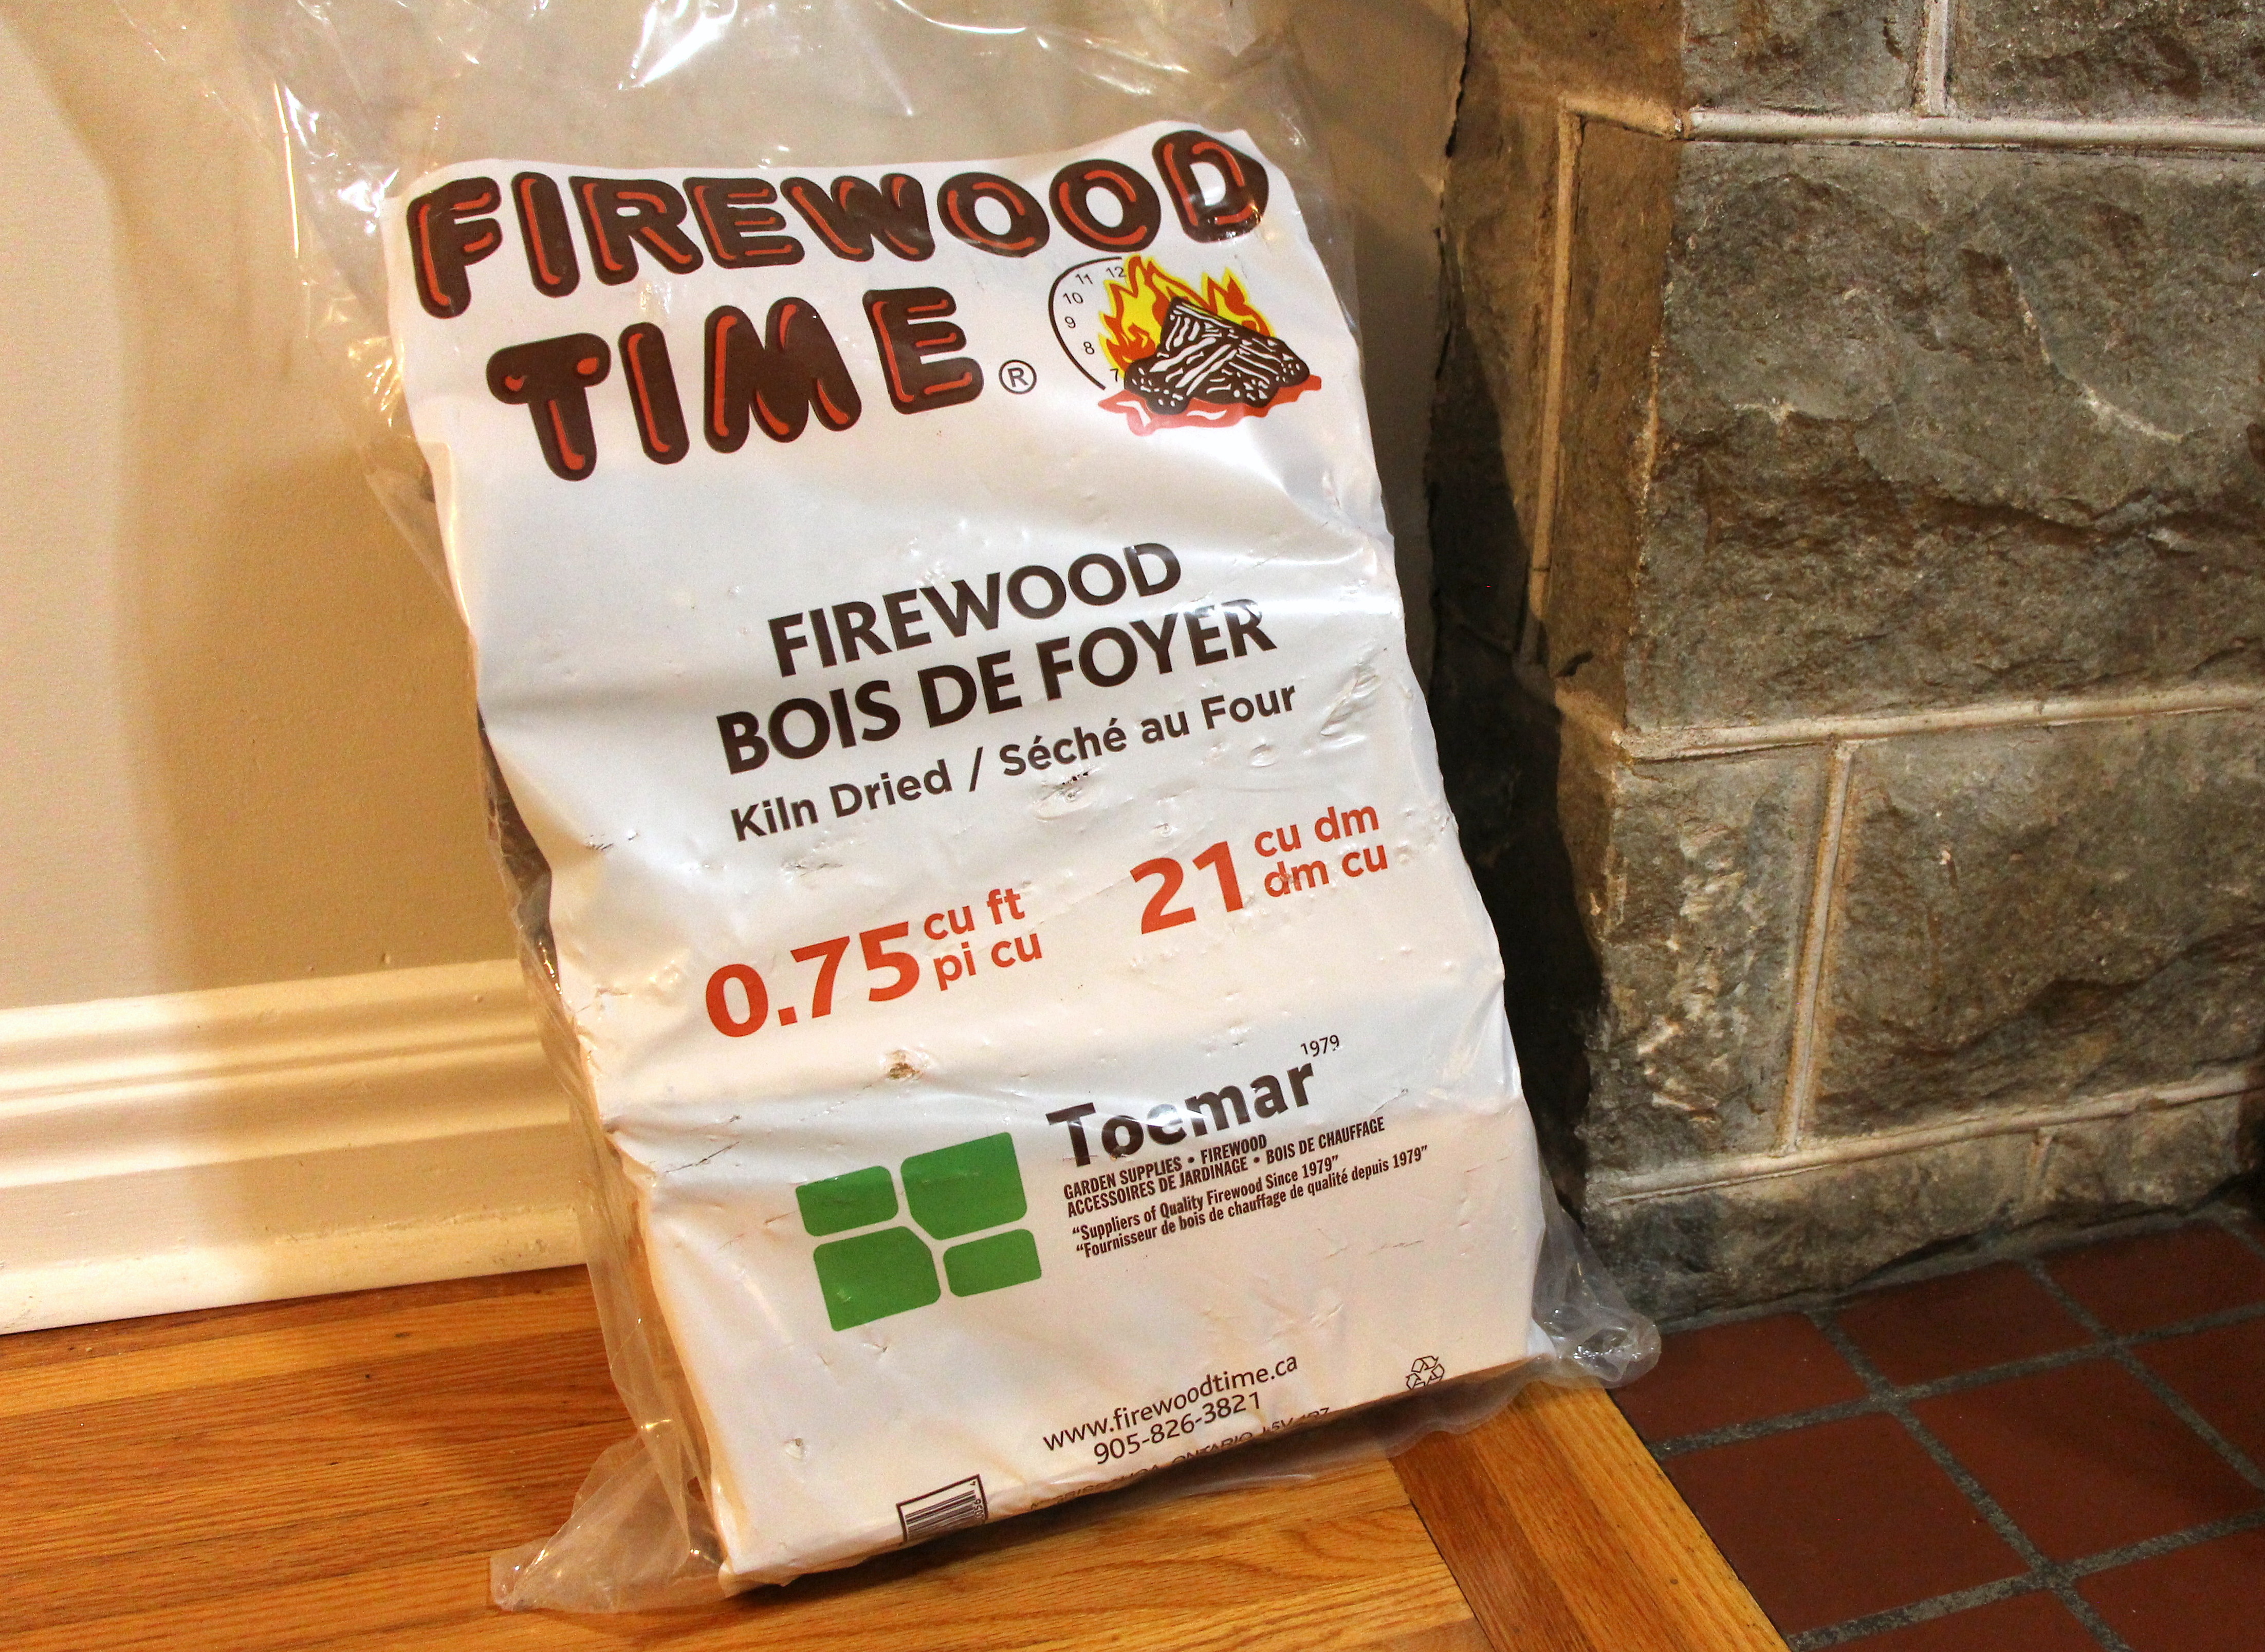 FIREWOOD
TIME ®
12
11
10
9
8
7
FIREWOOD
BOIS DE FOYER
Kiln Dried / Séché au Four
0.75 cu ft
pi cu
21 cu dm
dm cu
1979
Toemar
GARDEN SUPPLIES • FIREWOOD
ACCESSOIRES DE JARDINAGE • BOIS DE CHAUFFAGE
“Suppliers of Quality Firewood Since 1979”
“Fournisseur de bois de chauffage de qualité depuis 1979”
www.firewoodtime.ca
905-826-3821
ONTARIO